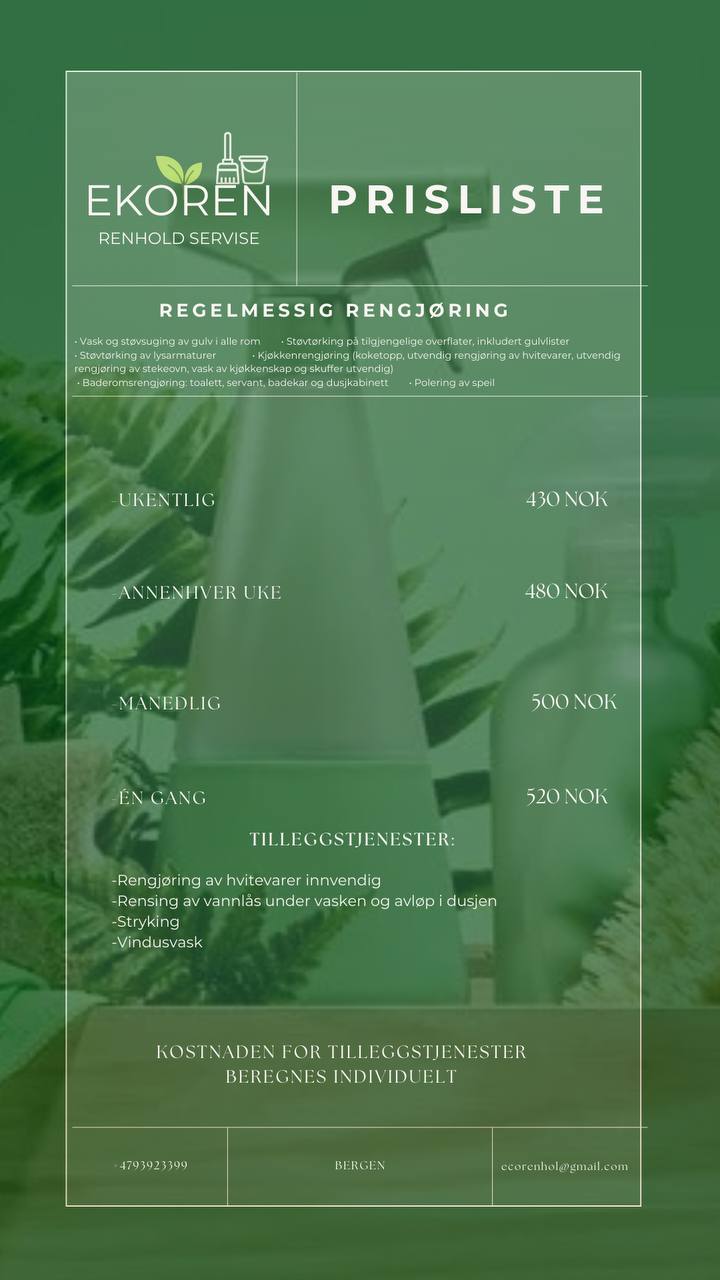 EKOREN
RENHOLD SERVISE
PRISLISTE
REGELMESSIG RENGJØRING
• Vask og støvsuging av gulv i alle rom • Støvtørking på tilgjengelige overflater, inkludert gulvlister
• Støvtørking av lysarmaturer • Kjøkkenrengjøring (koketopp, utvendig rengjøring av hvitevarer, utvendig
rengjøring av stekeovn, vask av kjøkkenskap og skuffer utvendig)
• Baderomsrengjøring: toalett, servant, badekar og dusjkabinett • Polering av speil
-UKENTLIG 430 NOK
-ANNENHVER UKE 480 NOK
-MÅNEDLIG 500 NOK
-ÉN GANG 520 NOK
TILLEGGSTJENESTER:
-Rengjøring av hvitevarer innvendig
-Rensing av vannlås under vasken og avløp i dusjen
-Stryking
-Vindusvask
KOSTNADEN FOR TILLEGGSTJENESTER
BEREGNES INDIVIDUELT
+4793923399
BERGEN
ecorenhol@gmail.com